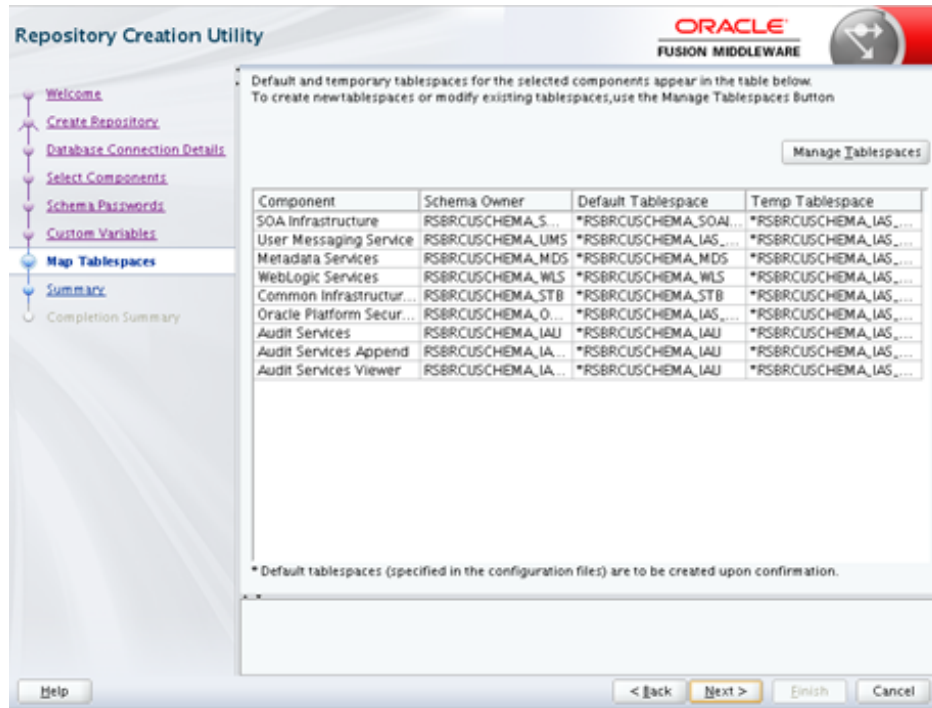 Repository Creation Utility
ORACLE
FUSION MIDDLEWARE
Welcome
Create Repository
Database Connection Details
Select Components
Schema Passwords
Custom Variables
Map Tablespaces
Summary
Completion Summary
Default and temporary tablespaces for the selected components appear in the table below.
To create new tablespaces or modify existing tablespaces,use the Manage Tablespaces Button
Manage Tablespaces
Component Schema Owner Default Tablespace Temp Tablespace
SOA Infrastructure RSBRCUSCHEMA_S... *RSBRCUSCHEMA_SOAI... *RSBRCUSCHEMA_IAS_...
User Messaging Service RSBRCUSCHEMA_UMS *RSBRCUSCHEMA_IAS_... *RSBRCUSCHEMA_IAS_...
Metadata Services RSBRCUSCHEMA_MDS *RSBRCUSCHEMA_MDS *RSBRCUSCHEMA_IAS_...
WebLogic Services RSBRCUSCHEMA_WLS *RSBRCUSCHEMA_WLS *RSBRCUSCHEMA_IAS_...
Common Infrastructur... RSBRCUSCHEMA_STB *RSBRCUSCHEMA_STB *RSBRCUSCHEMA_IAS_...
Oracle Platform Secur... RSBRCUSCHEMA_O... *RSBRCUSCHEMA_IAS_... *RSBRCUSCHEMA_IAS_...
Audit Services RSBRCUSCHEMA_IAU *RSBRCUSCHEMA_IAU *RSBRCUSCHEMA_IAS_...
Audit Services Append RSBRCUSCHEMA_IA... *RSBRCUSCHEMA_IAU *RSBRCUSCHEMA_IAS_...
Audit Services Viewer RSBRCUSCHEMA_IA... *RSBRCUSCHEMA_IAU *RSBRCUSCHEMA_IAS_...
* Default tablespaces (specified in the configuration files) are to be created upon confirmation.
Help
< Back Next > Finish Cancel